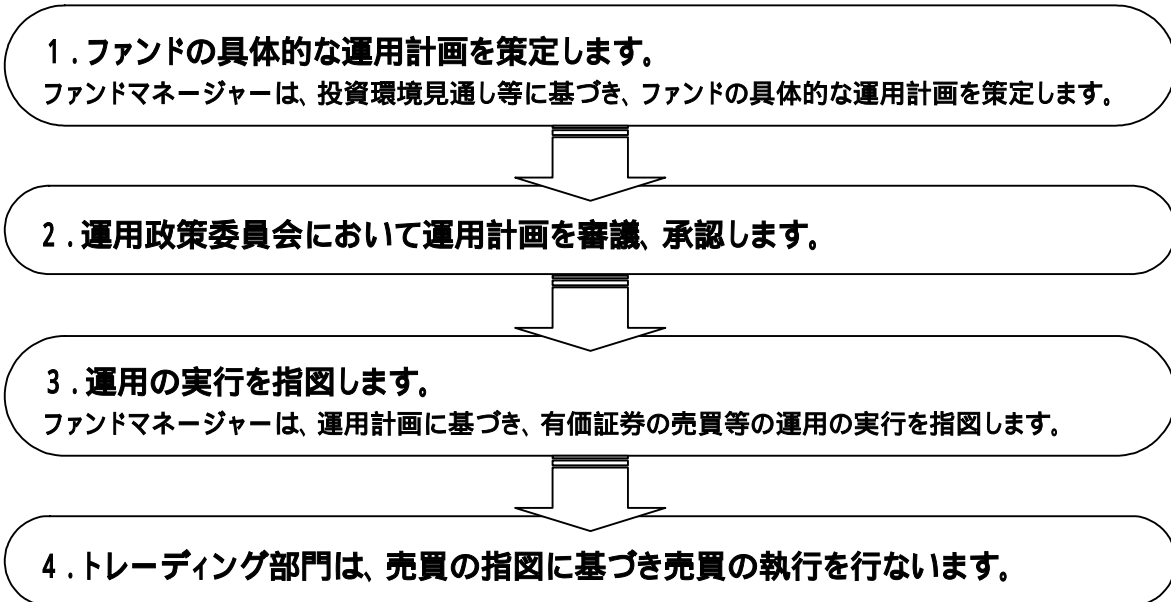 1．ファンドの具体的な運用計画を策定します。
ファンドマネージャーは、投資環境見通し等に基づき、ファンドの具体的な運用計画を策定します。
2．運用政策委員会において運用計画を審議、承認します。
3．運用の実行を指図します。
ファンドマネージャーは、運用計画に基づき、有価証券の売買等の運用の実行を指図します。
4．トレーディング部門は、売買の指図に基づき売買の執行を行ないます。